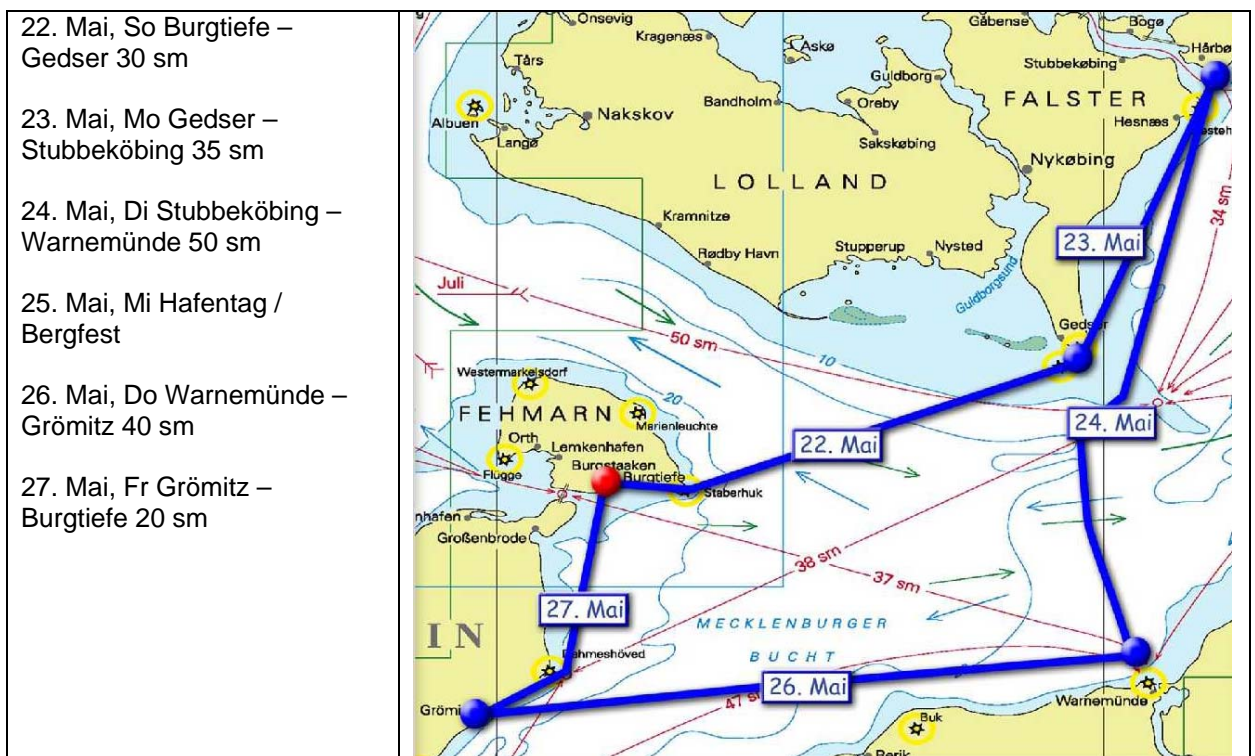 22. Mai, So Burgtiefe –
Gedser 30 sm
23. Mai, Mo Gedser –
Stubbeköbing 35 sm
24. Mai, Di Stubbeköbing –
Warnemünde 50 sm
25. Mai, Mi Hafentag /
Bergfest
26. Mai, Do Warnemünde –
Grömitz 40 sm
27. Mai, Fr Grömitz –
Burgtiefe 20 sm
Onsevig
Kragenæs
Askø
Gåbense
Bogø
Hårbø
Tårs
Guldborg
Stubbekøbing
Albuen
Nakskov
Bandholm
Oreby
FALSTER
Hesnæs
Langø
Sakskøbing
Nykøbing
LOLLAND
34 sm
Kramnitze
23. Mai
Rødby Havn
Stupperup
Nysted
Guldborgsund
Juli
Gedser
50 sm
10
Westermarkelsdorf
20
FEHMARN
Marienleuchte
24. Mai
Orth
Lemkenhafen
22. Mai
Burgstaaken
Flügge
Burgtiefe
Staberhuk
nhafen
Großenbrode
38 sm
37 sm
27. Mai
MECKLENBURGER
IN
BUCHT
Dahmeshöved
26. Mai
47 sm
Warnemünde
Grömi
Buk
Rerik